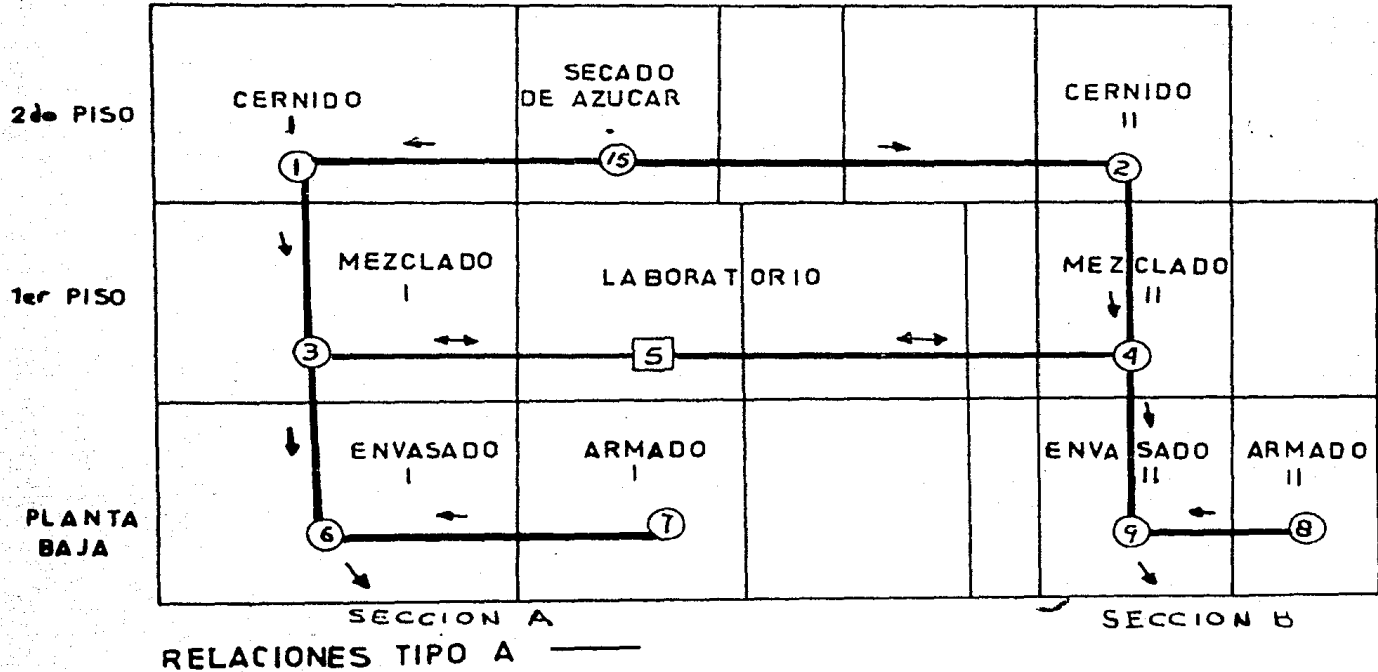 2do PISO
CERNIDO
I
SECADO
DE AZUCAR
CERNIDO
II
1
15
2
1er PISO
MEZCLADO
I
LABORATORIO
MEZCLADO
II
3
5
4
PLANTA
BAJA
ENVASADO
I
ARMADO
I
ENVASADO
II
ARMADO
II
6
7
9
8
SECCION A
SECCION B
RELACIONES TIPO A